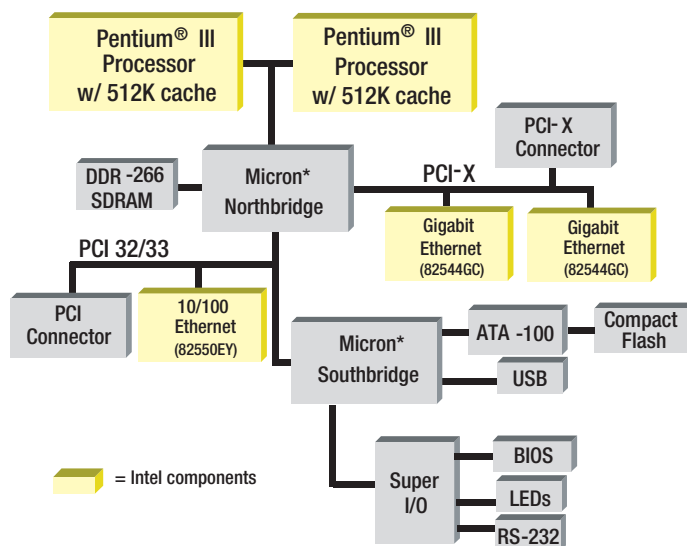 Pentium® III
Processor
w/ 512K cache
Pentium® III
Processor
w/ 512K cache
PCI-X
Connector
DDR -266
SDRAM
Micron*
Northbridge
PCI-X
Gigabit
Ethernet
(82544GC)
Gigabit
Ethernet
(82544GC)
PCI 32/33
PCI
Connector
10/100
Ethernet
(82550EY)
Micron*
Southbridge
ATA -100
Compact
Flash
USB
Super
I/O
BIOS
LEDs
RS-232
= Intel components